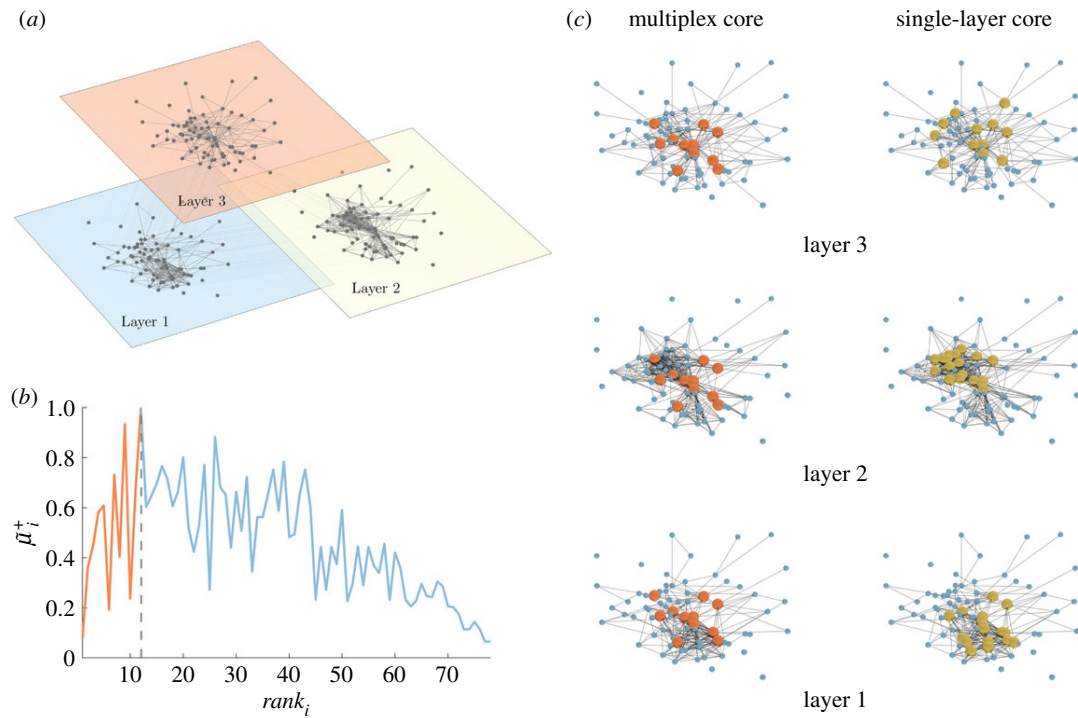 (a)
Layer 3
Layer 2
Layer 1
(b)
1.0
0.8
0.6
0.4
0.2
0
μ̃ᵢ⁺
10 20 30 40 50 60 70
rankᵢ
(c) multiplex core single-layer core
layer 3
layer 2
layer 1